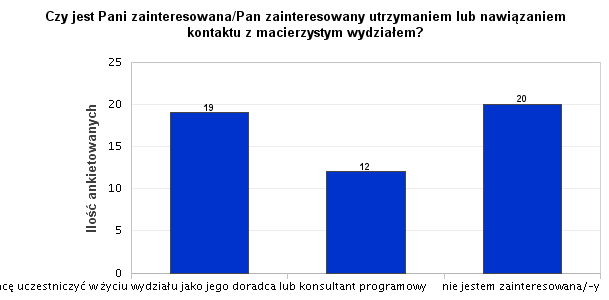 Czy jest Pani zainteresowana/Pan zainteresowany utrzymaniem lub nawiązaniem
kontaktu z macierzystym wydziałem?
Ilość ankietowanych
25
20
15
10
5
0
19
12
20
uczestniczyć w życiu wydziału jako jego doradca lub konsultant programowy
nie jestem zainteresowana/-y